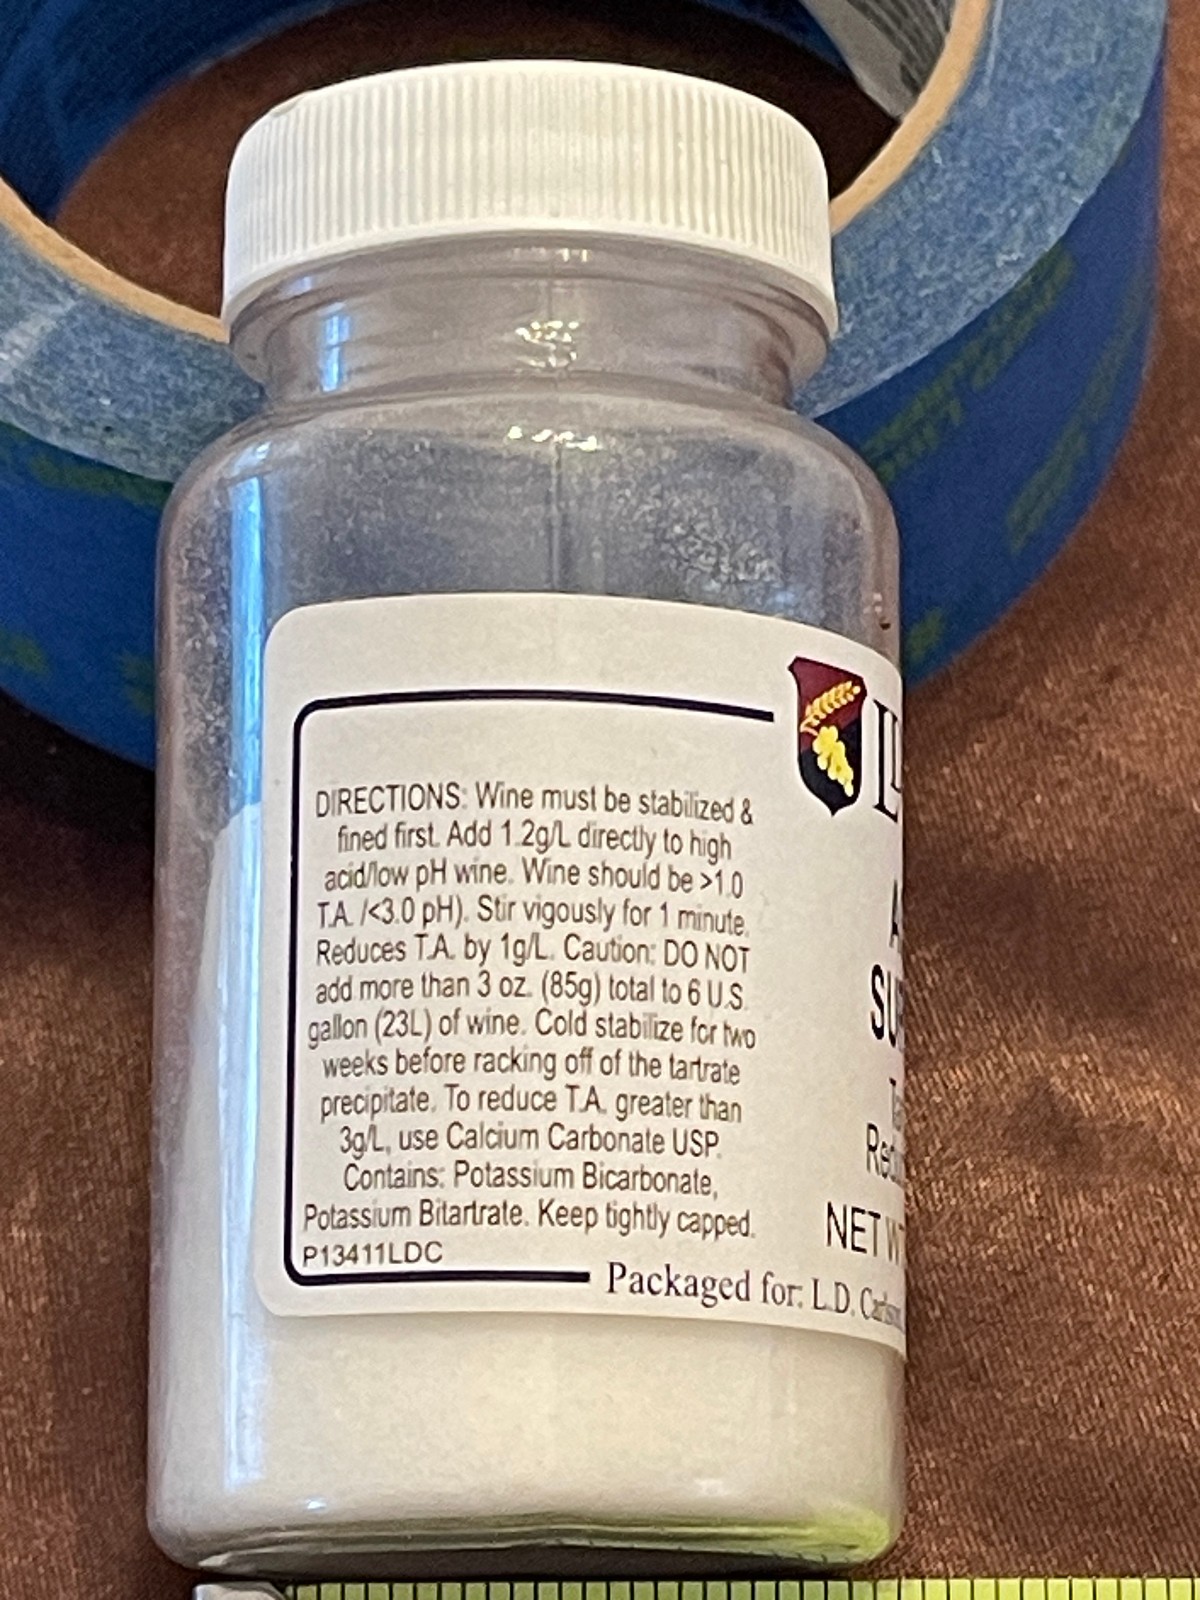 DIRECTIONS: Wine must be stabilized &
fined first. Add 1.2g/L directly to high
acid/low pH wine. Wine should be >1.0
T.A. /<3.0 pH). Stir vigously for 1 minute.
Reduces T.A. by 1g/L. Caution: DO NOT
add more than 3 oz. (85g) total to 6 U.S.
gallon (23L) of wine. Cold stabilize for two
weeks before racking off of the tartrate
precipitate. To reduce T.A. greater than
3g/L, use Calcium Carbonate USP.
Contains: Potassium Bicarbonate,
Potassium Bitartrate. Keep tightly capped.
P13411LDC
Packaged for: L.D. Carlson
NET